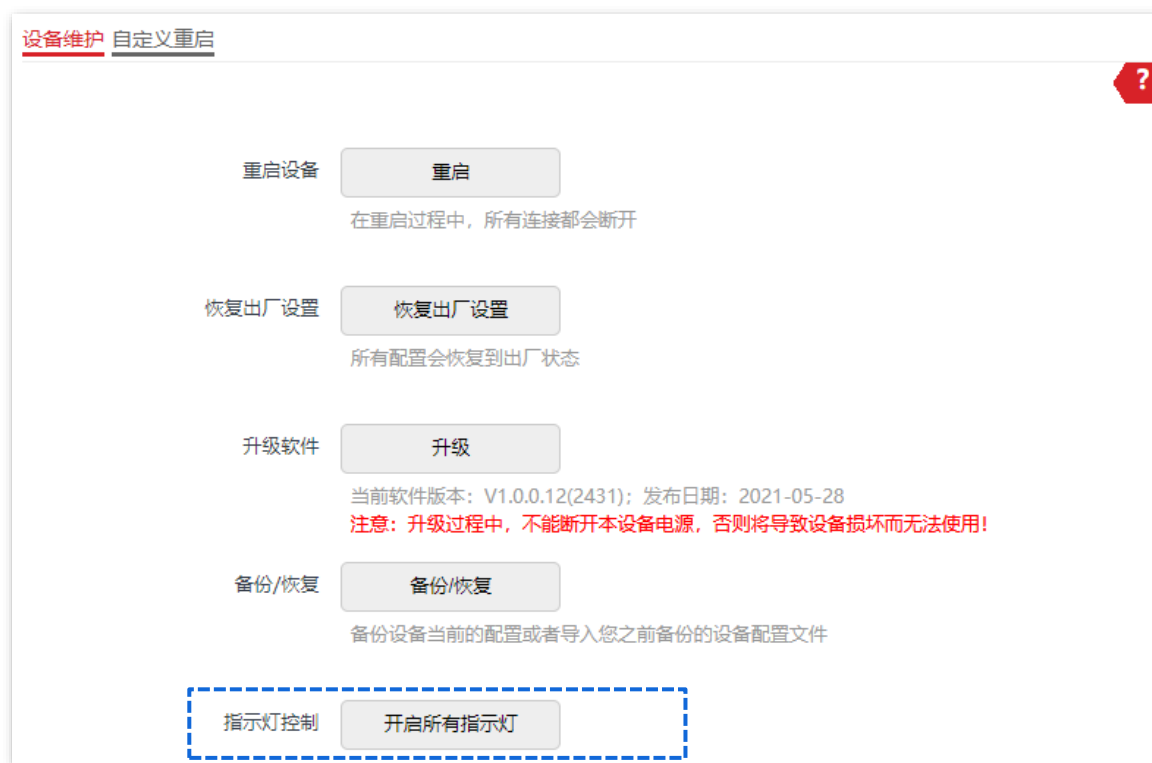 设备维护 自定义重启
?
重启设备 重启
在重启过程中，所有连接都会断开
恢复出厂设置 恢复出厂设置
所有配置会恢复到出厂状态
升级软件 升级
当前软件版本：V1.0.0.12(2431)；发布日期：2021-05-28
注意：升级过程中，不能断开本设备电源，否则将导致设备损坏而无法使用！
备份/恢复 备份/恢复
备份设备当前的配置或者导入您之前备份的设备配置文件
指示灯控制 开启所有指示灯